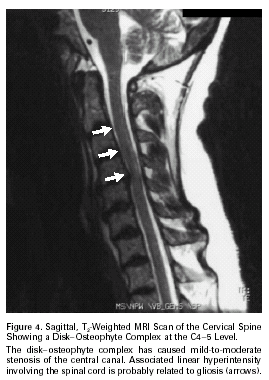 Figure 4. Sagittal, T2-Weighted MRI Scan of the Cervical Spine
Showing a Disk–Osteophyte Complex at the C4–5 Level.
The disk–osteophyte complex has caused mild-to-moderate
stenosis of the central canal. Associated linear hyperintensity
involving the spinal cord is probably related to gliosis (arrows).